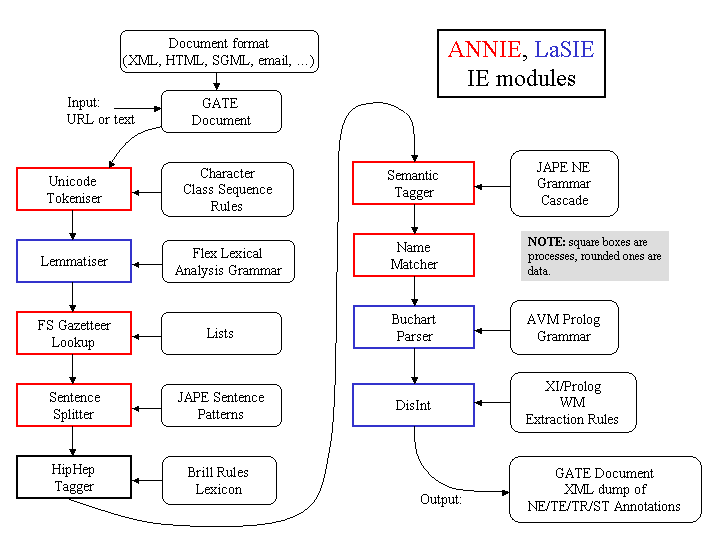 Document format
(XML, HTML, SGML, email, …)
ANNIE, LaSIE
IE modules
Input:
URL or text
GATE
Document
Unicode
Tokeniser
Character
Class Sequence
Rules
Lemmatiser
Flex Lexical
Analysis Grammar
FS Gazetteer
Lookup
Lists
Sentence
Splitter
JAPE Sentence
Patterns
HipHep
Tagger
Brill Rules
Lexicon
Semantic
Tagger
JAPE NE
Grammar
Cascade
Name
Matcher
NOTE: square boxes are
processes, rounded ones are
data.
Buchart
Parser
AVM Prolog
Grammar
DisInt
XI/Prolog
WM
Extraction Rules
Output:
GATE Document
XML dump of
NE/TE/TR/ST Annotations